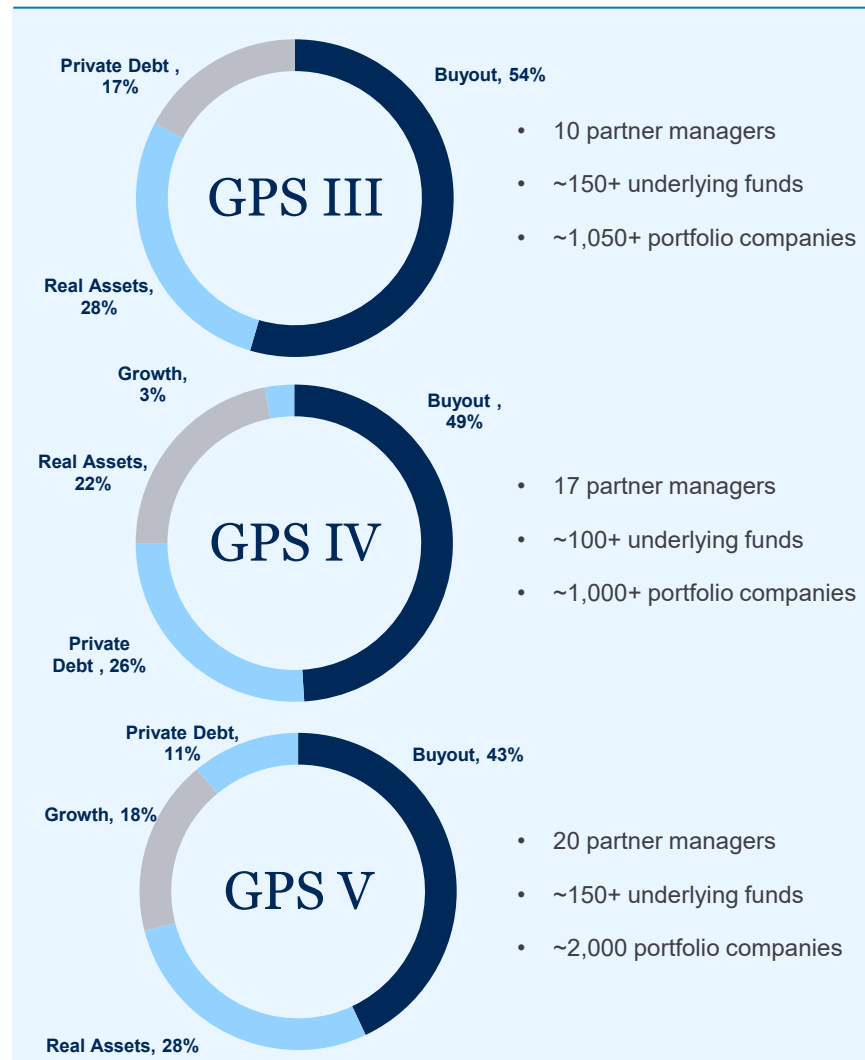 Private Debt ,
17%
Buyout, 54%
GPS III
Real Assets,
28%
• 10 partner managers
• ~150+ underlying funds
• ~1,050+ portfolio companies
Growth,
3%
Buyout ,
49%
Real Assets,
22%
GPS IV
Private
Debt , 26%
• 17 partner managers
• ~100+ underlying funds
• ~1,000+ portfolio companies
Private Debt,
11%
Buyout, 43%
Growth, 18%
GPS V
Real Assets, 28%
• 20 partner managers
• ~150+ underlying funds
• ~2,000 portfolio companies